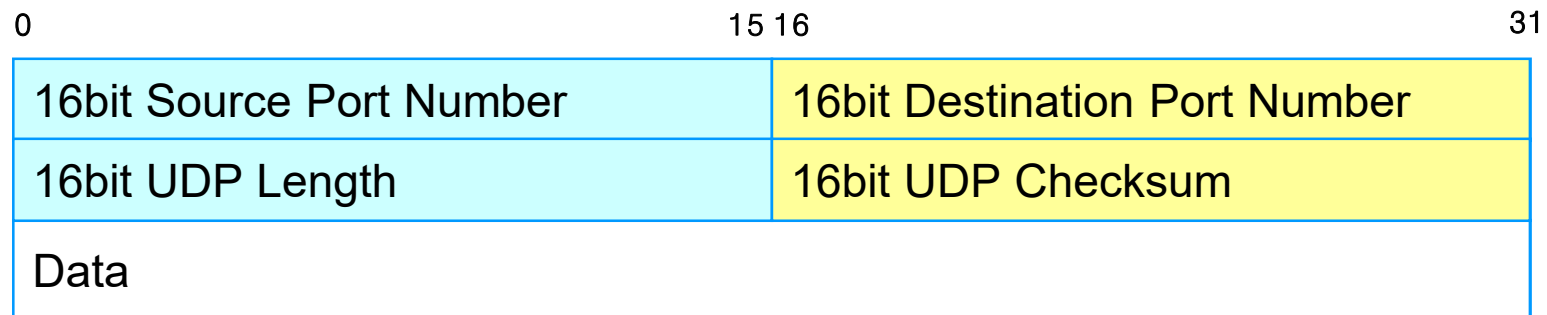 0 15 16 31
16bit Source Port Number 16bit Destination Port Number
16bit UDP Length 16bit UDP Checksum
Data